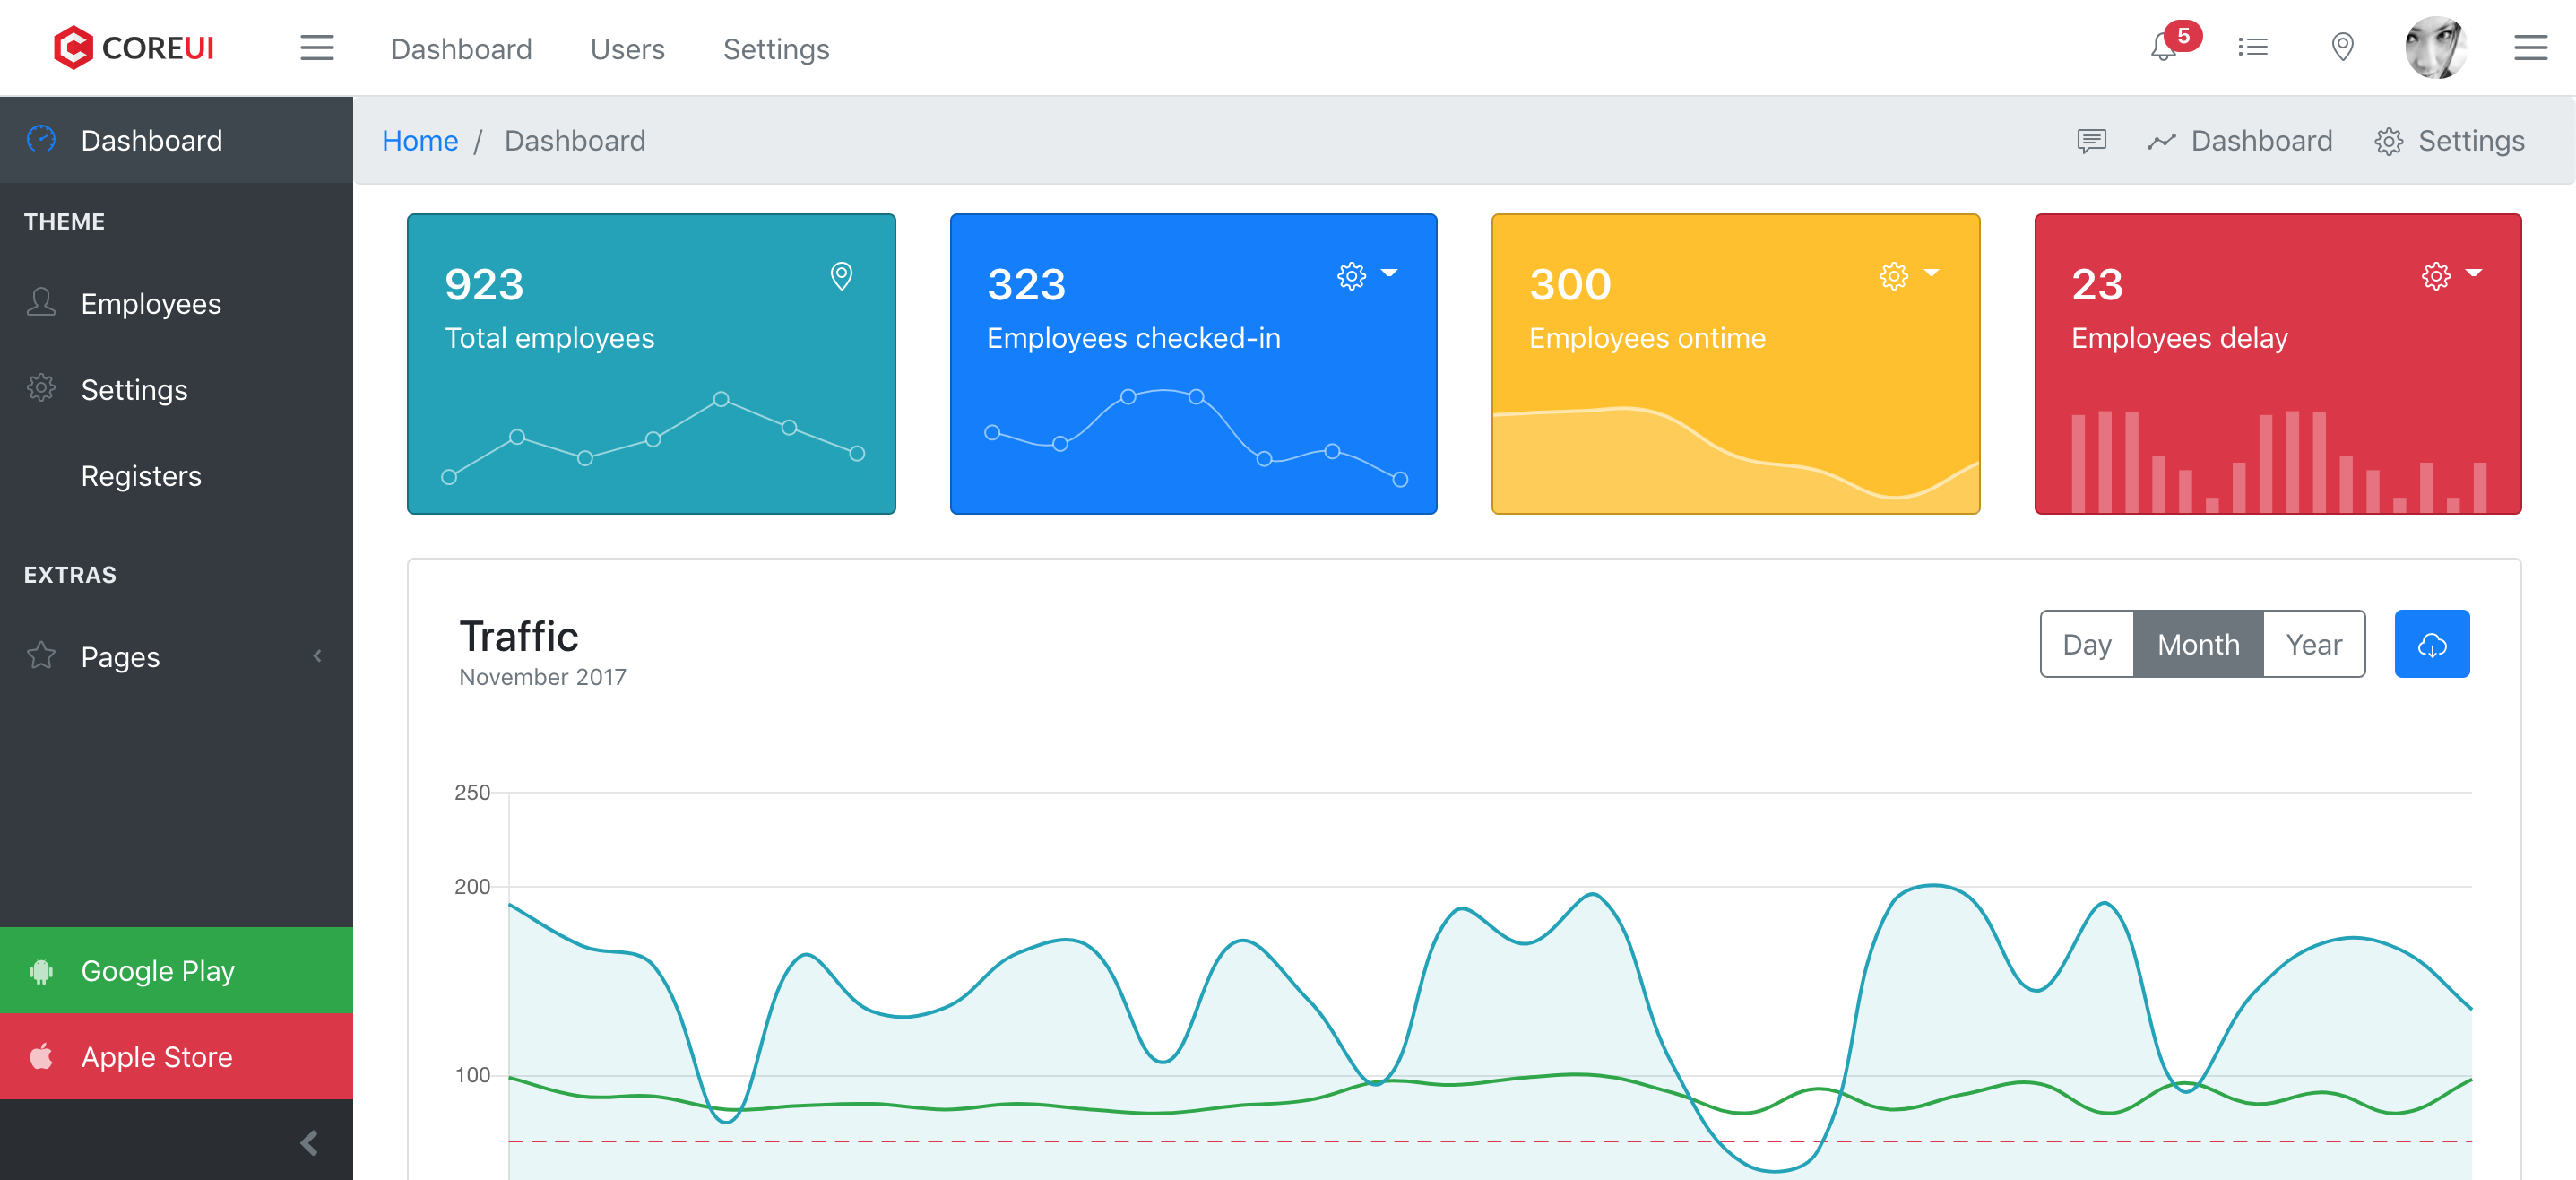 COREUI
Dashboard Users Settings
5
Dashboard
Home / Dashboard
Dashboard Settings
THEME
Employees
Settings
Registers
EXTRAS
Pages
Google Play
Apple Store
923
Total employees
323
Employees checked-in
300
Employees ontime
23
Employees delay
Traffic
November 2017
Day Month Year
250
200
100